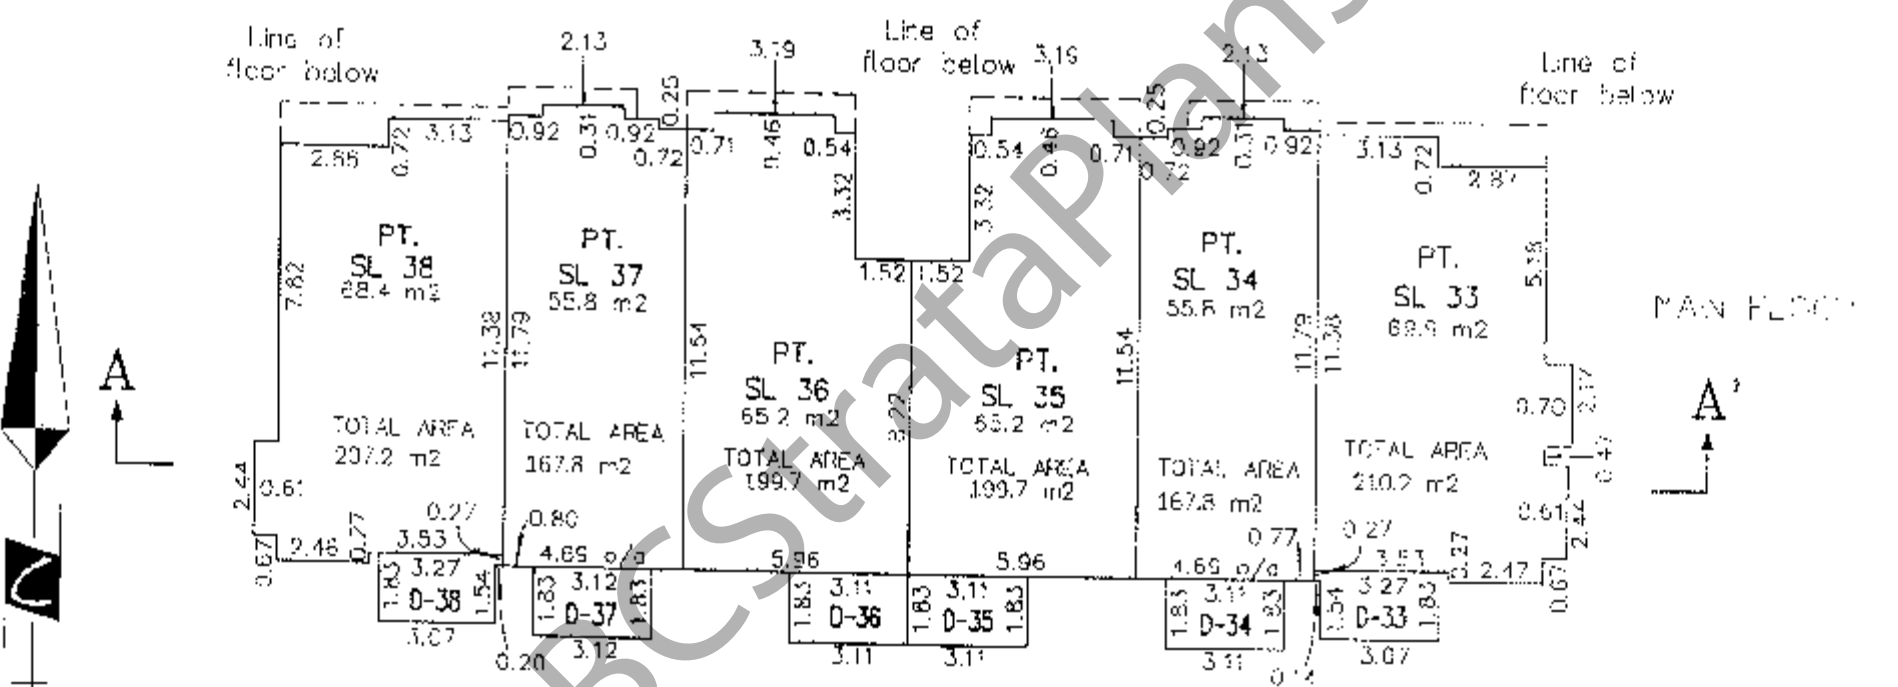 Line of
floor below
2.13
3.19
Line of
floor below
3.19
2.13
Line of
floor below
0.25
0.25
2.86
0.72
3.13
0.92
0.31
0.92
0.72
0.71
0.46
0.54
0.54
0.46
0.71
0.72
0.92
0.31
0.92
3.13
0.72
2.87
3.32
3.32
PT.
SL 38
68.4 m2
PT.
SL 37
55.8 m2
PT.
SL 34
PT.
SL 33
1.52
1.52
7.82
11.38
11.79
11.54
11.54
11.79
11.38
MAIN FLOOR
PT.
SL 36
65.2 m2
PT.
SL 35
65.2 m2
A
A'
0.70
TOTAL AREA
207.2 m2
TOTAL AREA
167.8 m2
TOTAL AREA
199.7 m2
TOTAL AREA
199.7 m2
TOTAL AREA
167.8 m2
TOTAL AREA
210.2 m2
2.44
0.61
0.61
2.44
0.67
2.46
0.77
3.53
0.27
0.80
4.69 o/a
5.96
5.96
4.69 o/a
0.77
0.27
3.53
0.27
2.47
0.67
1.83
3.27
1.54
D-38
3.07
0.20
1.83
3.12
1.83
D-37
3.12
1.83
3.11
D-36
3.11
1.83
3.11
1.83
D-35
3.11
1.83
3.11
1.83
D-34
3.11
0.14
1.54
3.27
1.83
D-33
3.07
BCStrataPlans